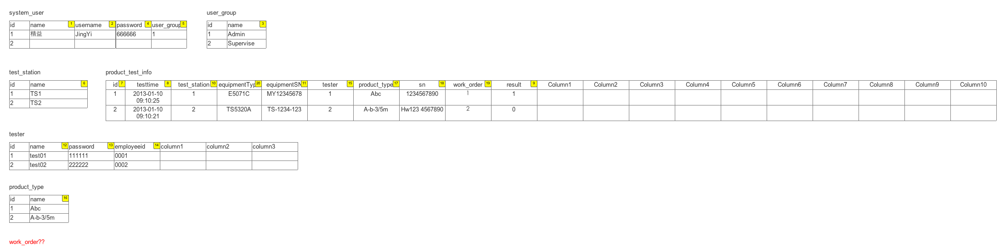 system_user
user_group
id name 1 username 2 password 4 user_group 5
id name 3
1 精益 JingYi 666666 1
1 Admin
2
2 Supervise
test_station
product_test_info
id name 6
1 TS1
2 TS2
id 7 testtime 8 test_station 10 equipmentTyp 20 equipmentSN 11 tester 15 product_type 17 sn 18 work_order 19 result 9 Column1 Column2 Column3 Column4 Column5 Column6 Column7 Column8 Column9 Column10
1 2013-01-10 1 E5071C MY12345678 1 Abc 1234567890 1 1
09:10:25
2 2013-01-10 2 TS5320A TS-1234-123 2 A-b-3/5m Hw123 4567890 2 0
09:10:21
tester
id name 12 password 13 employeeid 14 column1 column2 column3
1 test01 111111 0001
2 test02 222222 0002
product_type
id name 16
1 Abc
2 A-b-3/5m
work_order??